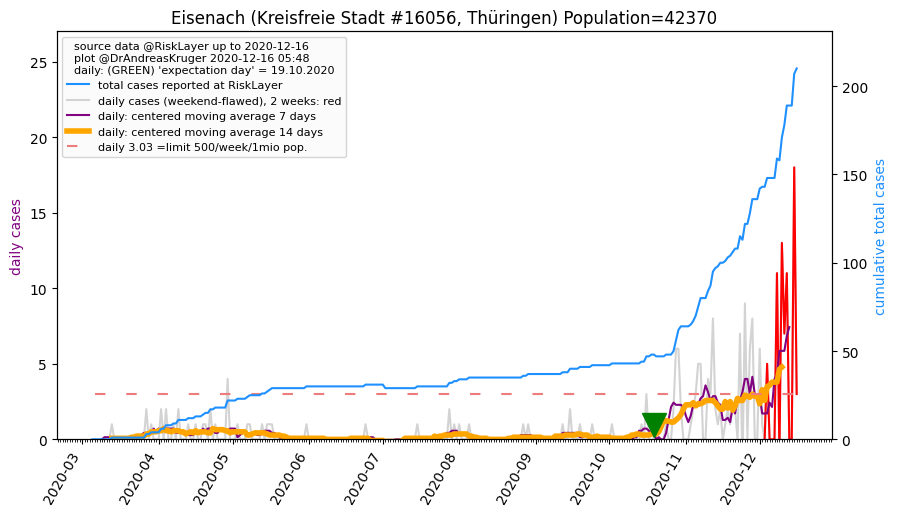 Eisenach (Kreisfreie Stadt #16056, Thüringen) Population=42370
source data @RiskLayer up to 2020-12-16
plot @DrAndreasKruger 2020-12-16 05:48
daily: (GREEN) 'expectation day' = 19.10.2020
total cases reported at RiskLayer
daily cases (weekend-flawed), 2 weeks: red
daily: centered moving average 7 days
daily: centered moving average 14 days
daily 3.03 =limit 500/week/1mio pop.
daily cases
25
20
15
10
5
0
cumulative total cases
200
150
100
50
0
2020-03
2020-04
2020-05
2020-06
2020-07
2020-08
2020-09
2020-10
2020-11
2020-12